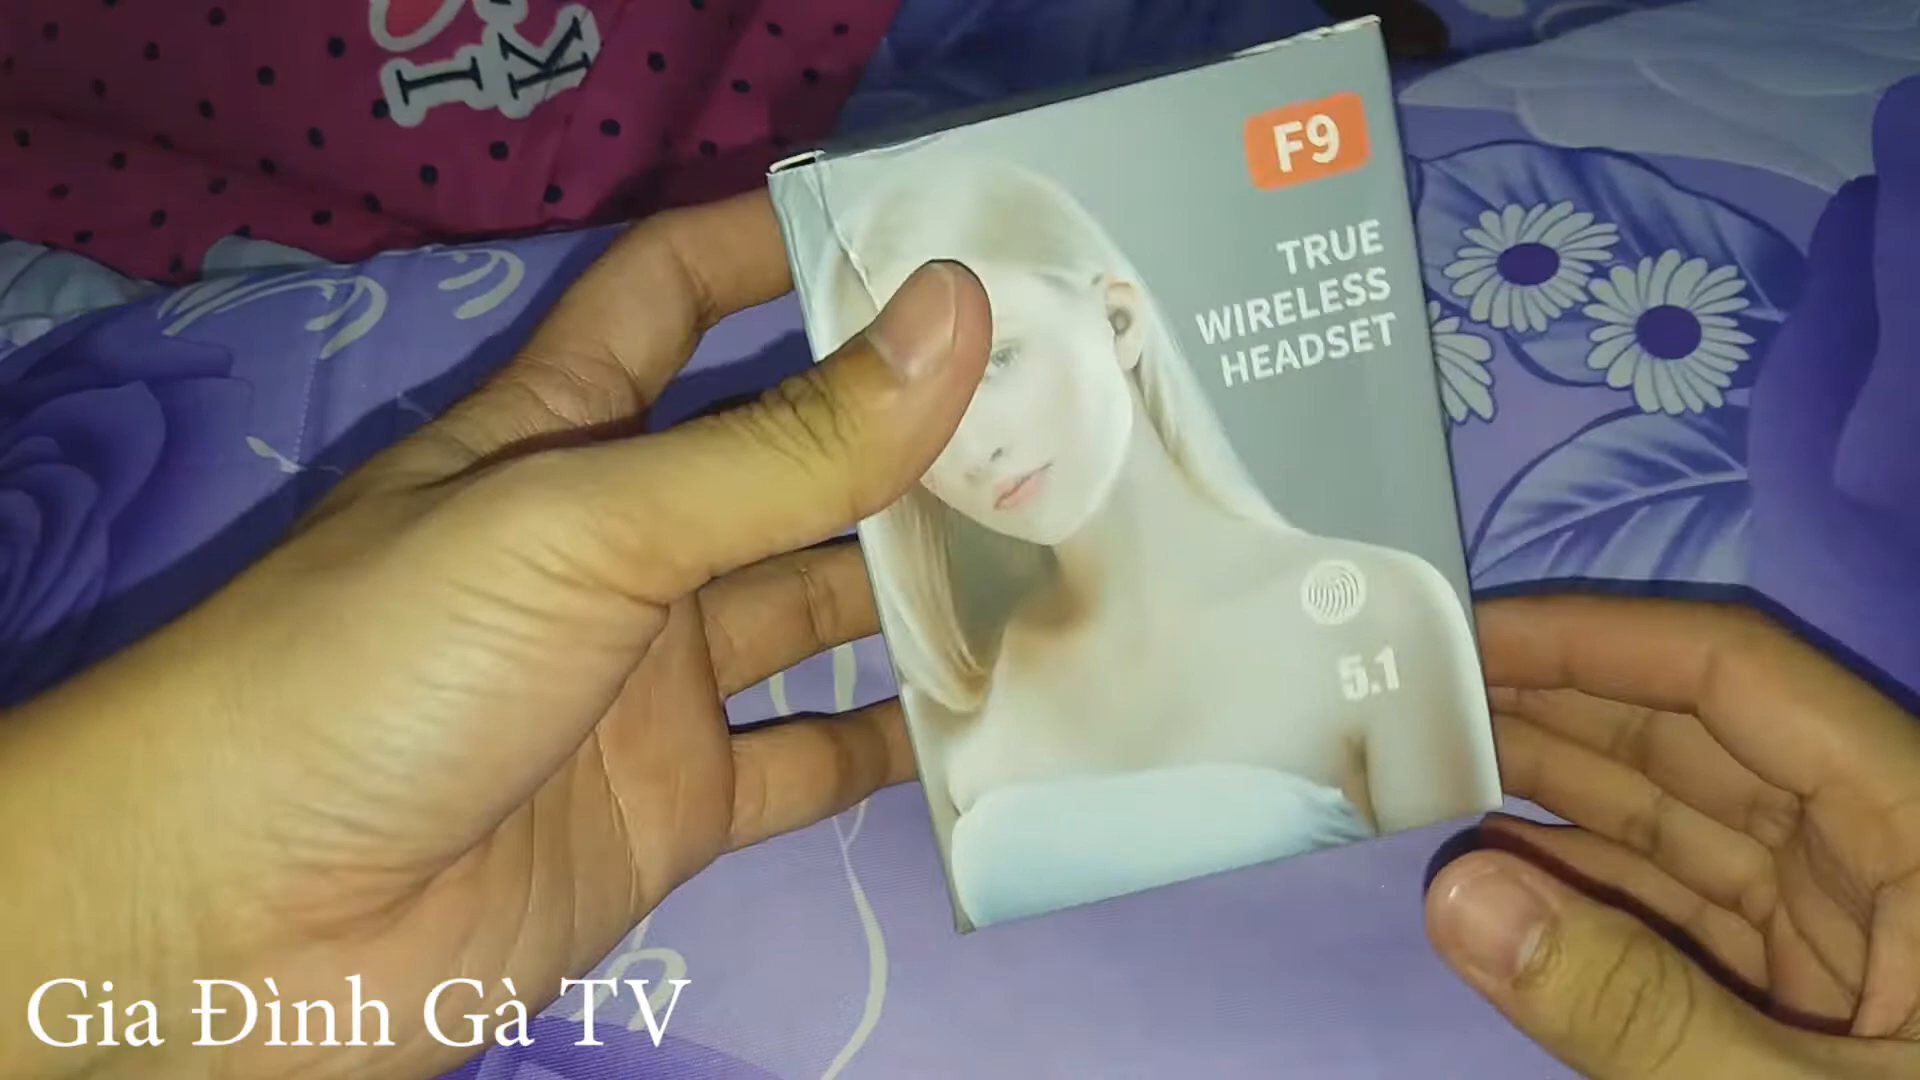 I K
F9
TRUE
WIRELESS
HEADSET
5.1
Gia Đình Gà TV